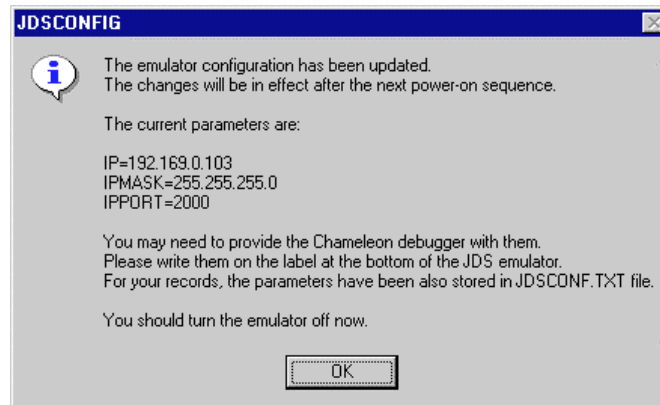 JDSCONFIG
The emulator configuration has been updated.
The changes will be in effect after the next power-on sequence.
The current parameters are:
IP=192.169.0.103
IPMASK=255.255.255.0
IPPORT=2000
You may need to provide the Chameleon debugger with them.
Please write them on the label at the bottom of the JDS emulator.
For your records, the parameters have been also stored in JDSCONF.TXT file.
You should turn the emulator off now.
OK